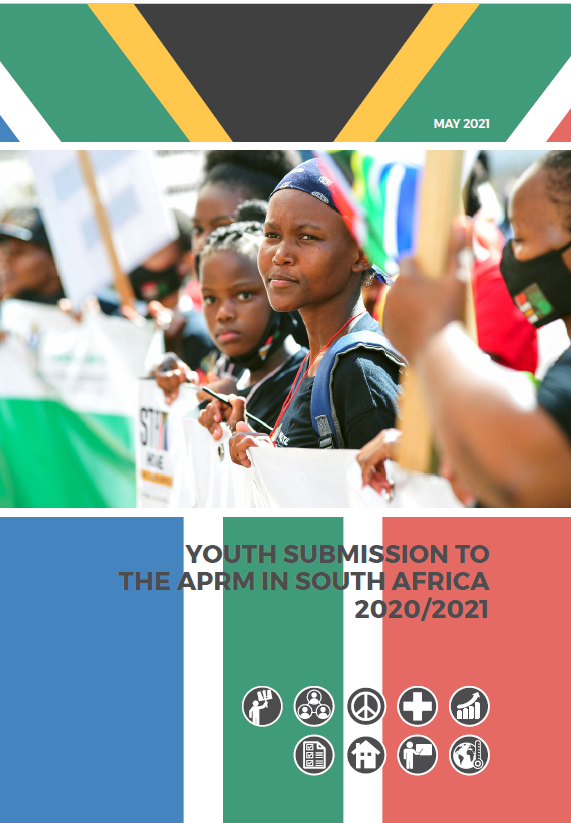 MAY 2021
YOUTH SUBMISSION TO
THE APRM IN SOUTH AFRICA
2020/2021